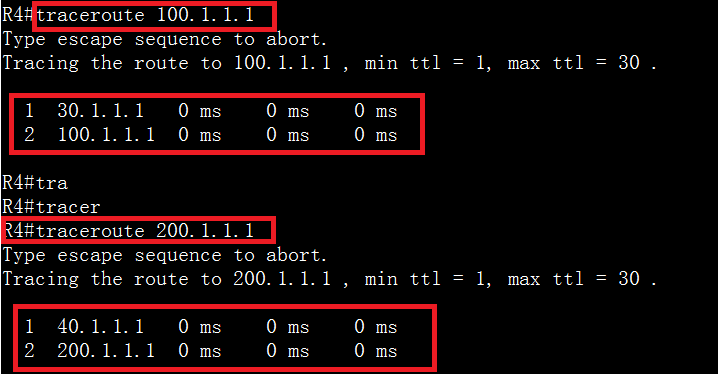 R4#traceroute 100.1.1.1
Type escape sequence to abort.
Tracing the route to 100.1.1.1 , min ttl = 1, max ttl = 30 .
1 30.1.1.1 0 ms 0 ms 0 ms
2 100.1.1.1 0 ms 0 ms 0 ms
R4#tra
R4#tracer
R4#traceroute 200.1.1.1
Type escape sequence to abort.
Tracing the route to 200.1.1.1 , min ttl = 1, max ttl = 30 .
1 40.1.1.1 0 ms 0 ms 0 ms
2 200.1.1.1 0 ms 0 ms 0 ms